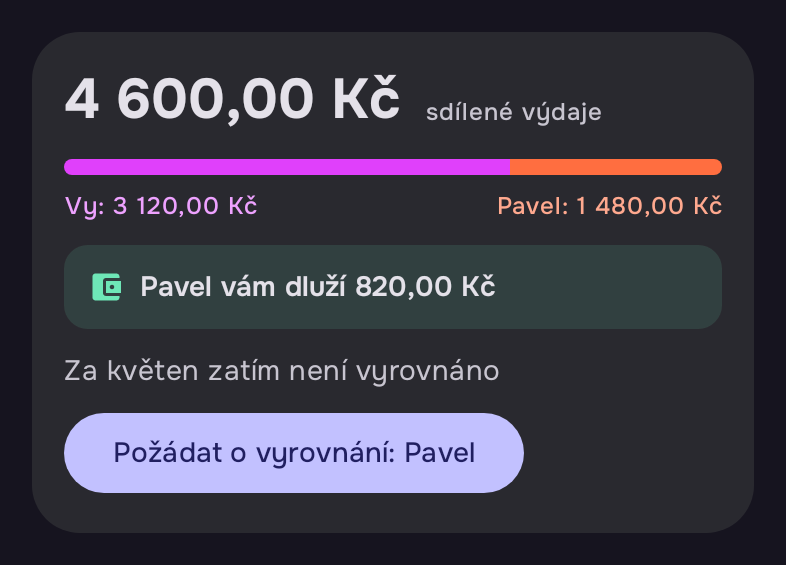 4 600,00 Kč sdílené výdaje
Vy: 3 120,00 Kč Pavel: 1 480,00 Kč
Pavel vám dluží 820,00 Kč
Za květen zatím není vyrovnáno
Požádat o vyrovnání: Pavel